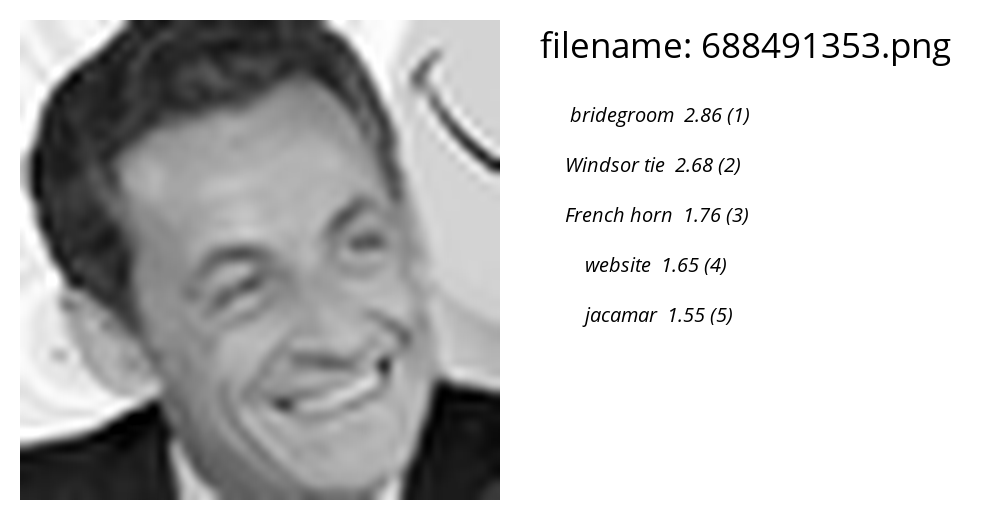 filename: 688491353.png
bridegroom 2.86 (1)
Windsor tie 2.68 (2)
French horn 1.76 (3)
website 1.65 (4)
jacamar 1.55 (5)